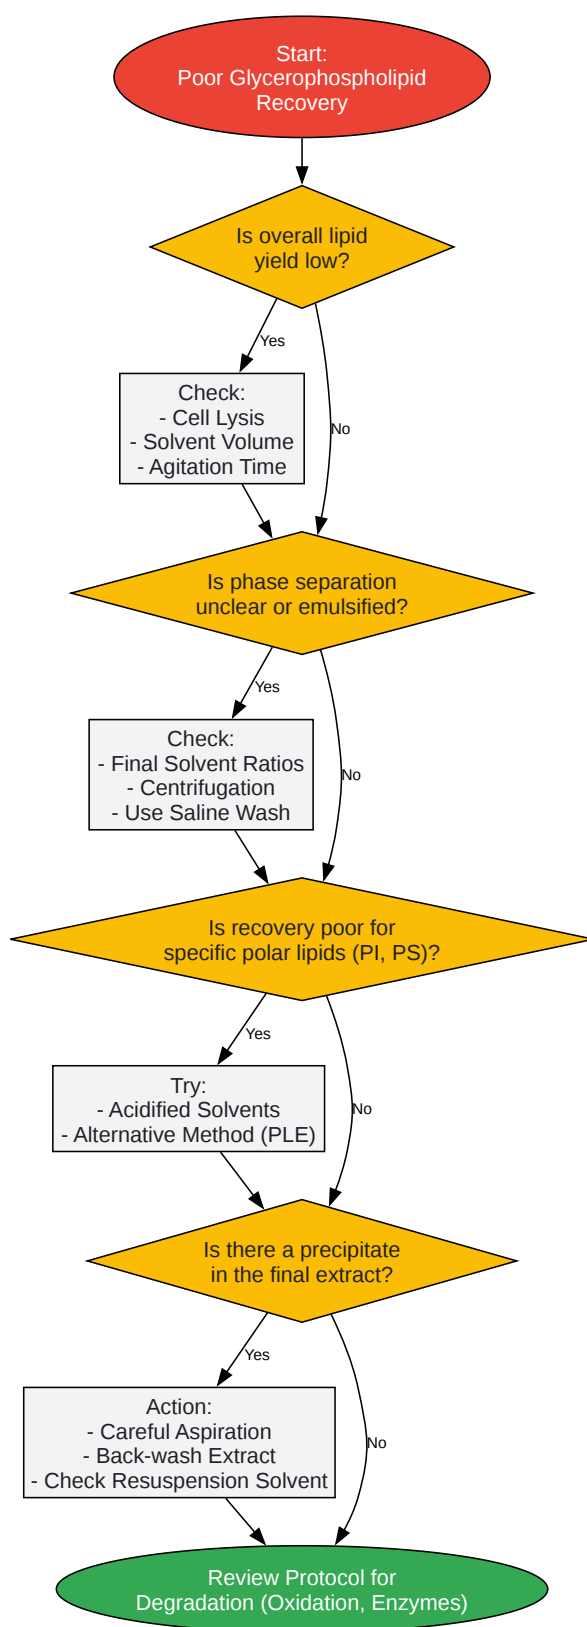 Start:
Poor Glycerophospholipid
Recovery
Is overall lipid
yield low?
Yes
Check:
- Cell Lysis
- Solvent Volume
- Agitation Time
No
Is phase separation
unclear or emulsified?
Yes
Check:
- Final Solvent Ratios
- Centrifugation
- Use Saline Wash
No
Is recovery poor for
specific polar lipids (PI, PS)?
Yes
Try:
- Acidified Solvents
- Alternative Method (PLE)
No
Is there a precipitate
in the final extract?
Yes
Action:
- Careful Aspiration
- Back-wash Extract
- Check Resuspension Solvent
No
Review Protocol for
Degradation (Oxidation, Enzymes)